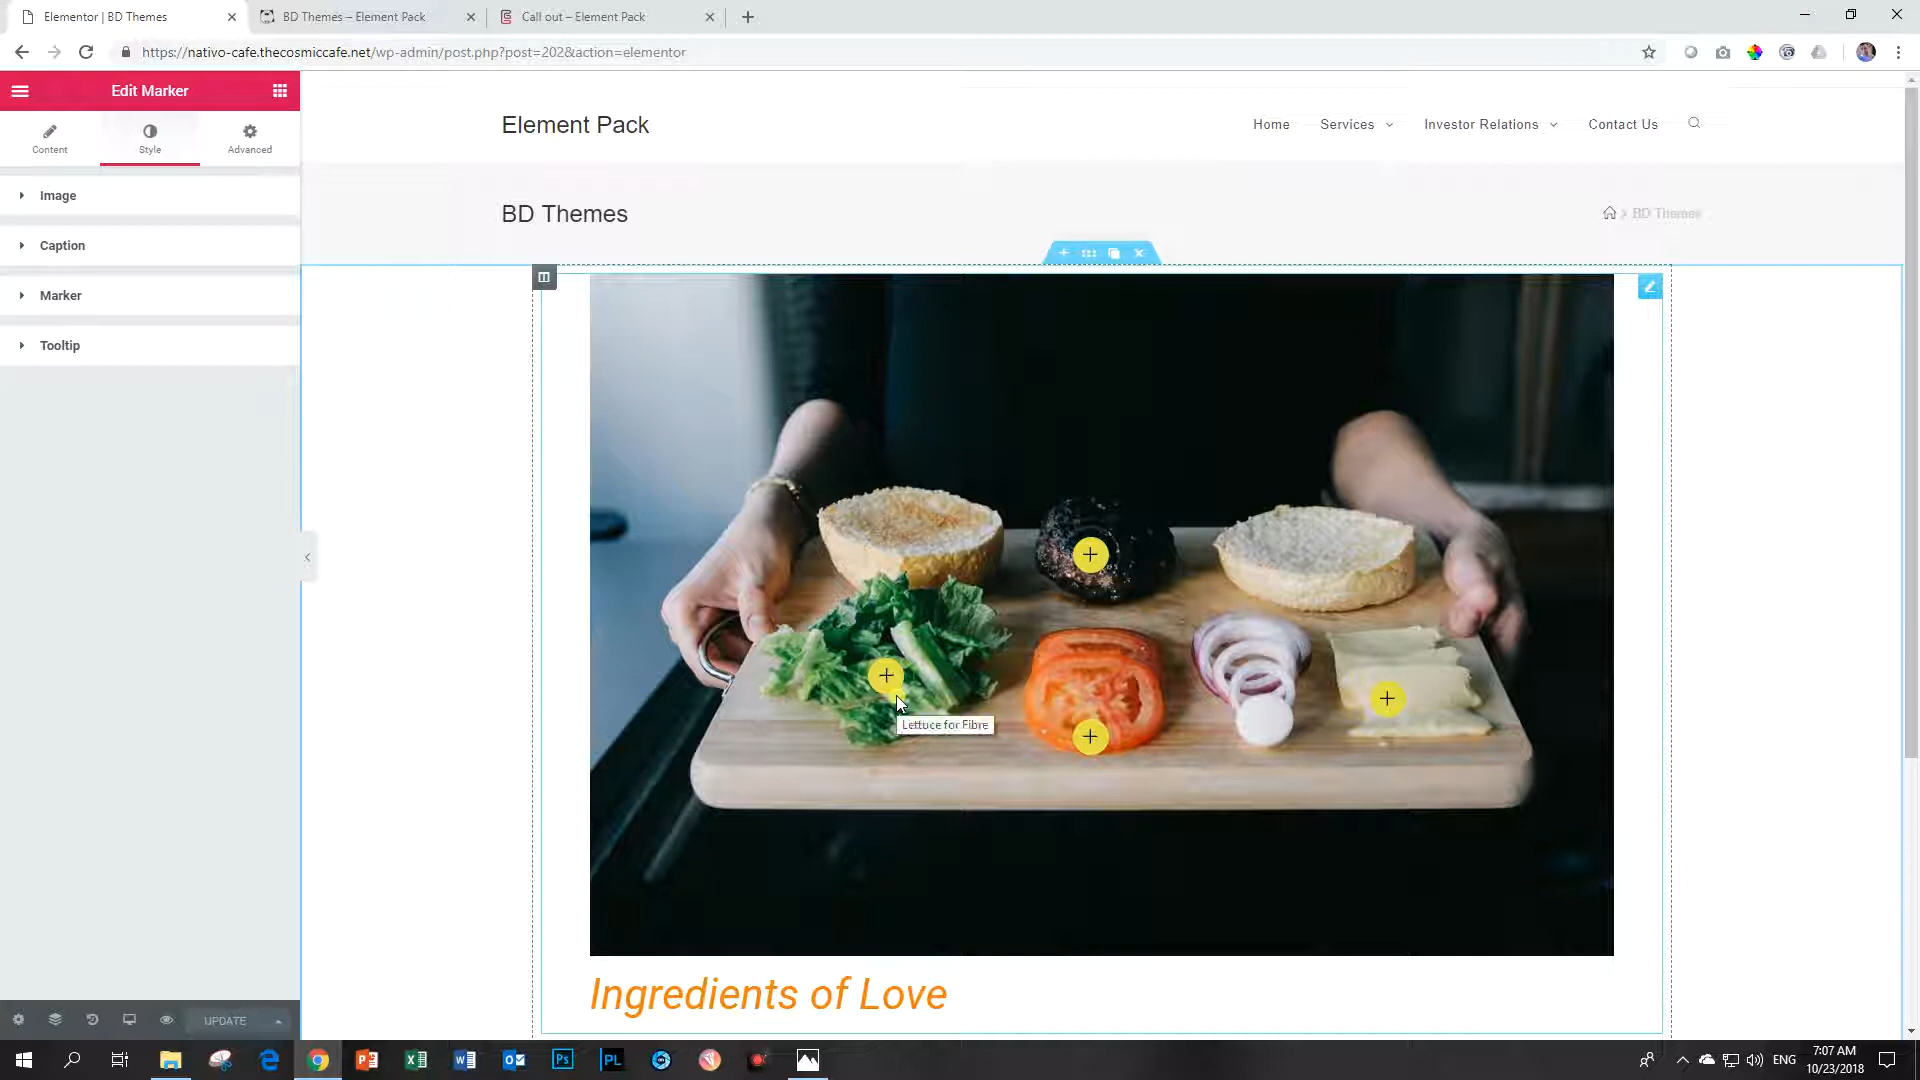 Elementor | BD Themes
BD Themes – Element Pack
Call out – Element Pack
https://nativo-cafe.thecosmiccafe.net/wp-admin/post.php?post=202&action=elementor
Edit Marker
Content
Style
Advanced
Image
Caption
Marker
Tooltip
UPDATE
Element Pack
Home
Services
Investor Relations
Contact Us
BD Themes
BD Themes
Lettuce for Fibre
Ingredients of Love
Ps
PL
ENG
7:07 AM
10/23/2018